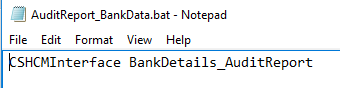 AuditReport_BankData.bat - Notepad
File Edit Format View Help
CSHCMInterface BankDetails_AuditReport